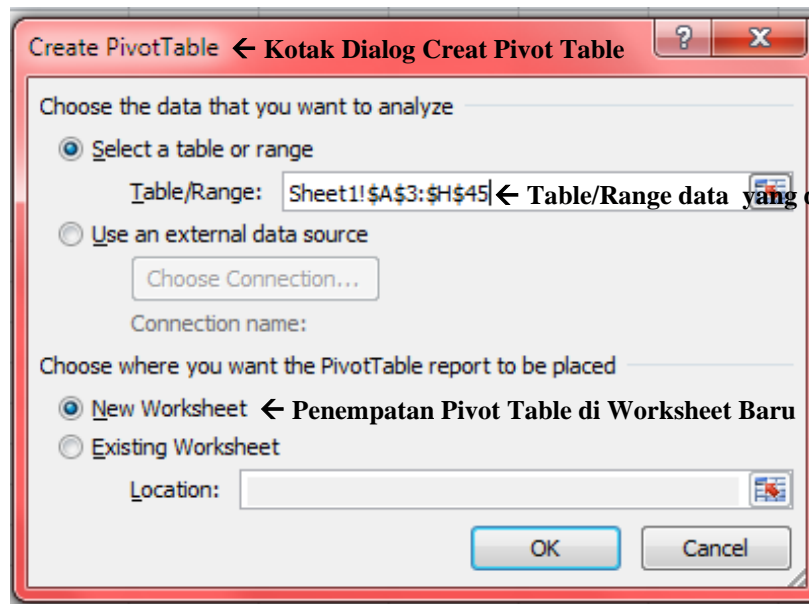 Create PivotTable ← Kotak Dialog Creat Pivot Table
Choose the data that you want to analyze
Select a table or range
Table/Range: Sheet1!$A$3:$H$45 ← Table/Range data yang
Use an external data source
Choose Connection...
Connection name:
Choose where you want the PivotTable report to be placed
New Worksheet ← Penempatan Pivot Table di Worksheet Baru
Existing Worksheet
Location:
OK Cancel